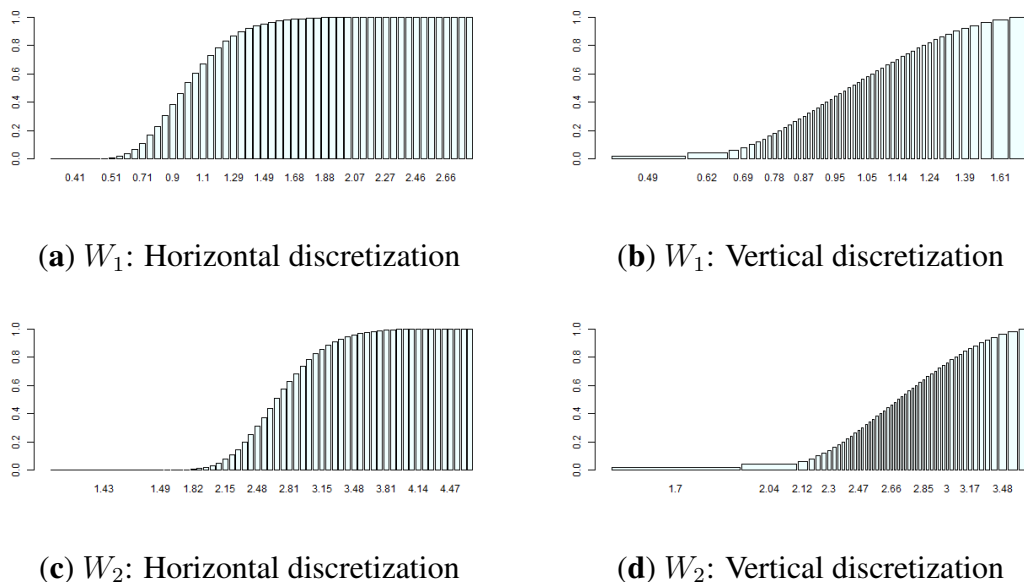 0.0 0.2 0.4 0.6 0.8 1.0
0.41 0.51 0.71 0.9 1.1 1.29 1.49 1.68 1.88 2.07 2.27 2.46 2.66
(a) W₁: Horizontal discretization
0.0 0.2 0.4 0.6 0.8 1.0
0.49 0.62 0.69 0.78 0.87 0.95 1.05 1.14 1.24 1.39 1.61
(b) W₁: Vertical discretization
0.0 0.2 0.4 0.6 0.8 1.0
1.43 1.49 1.82 2.15 2.48 2.81 3.15 3.48 3.81 4.14 4.47
(c) W₂: Horizontal discretization
0.0 0.2 0.4 0.6 0.8 1.0
1.7 2.04 2.12 2.3 2.47 2.66 2.85 3 3.17 3.48
(d) W₂: Vertical discretization